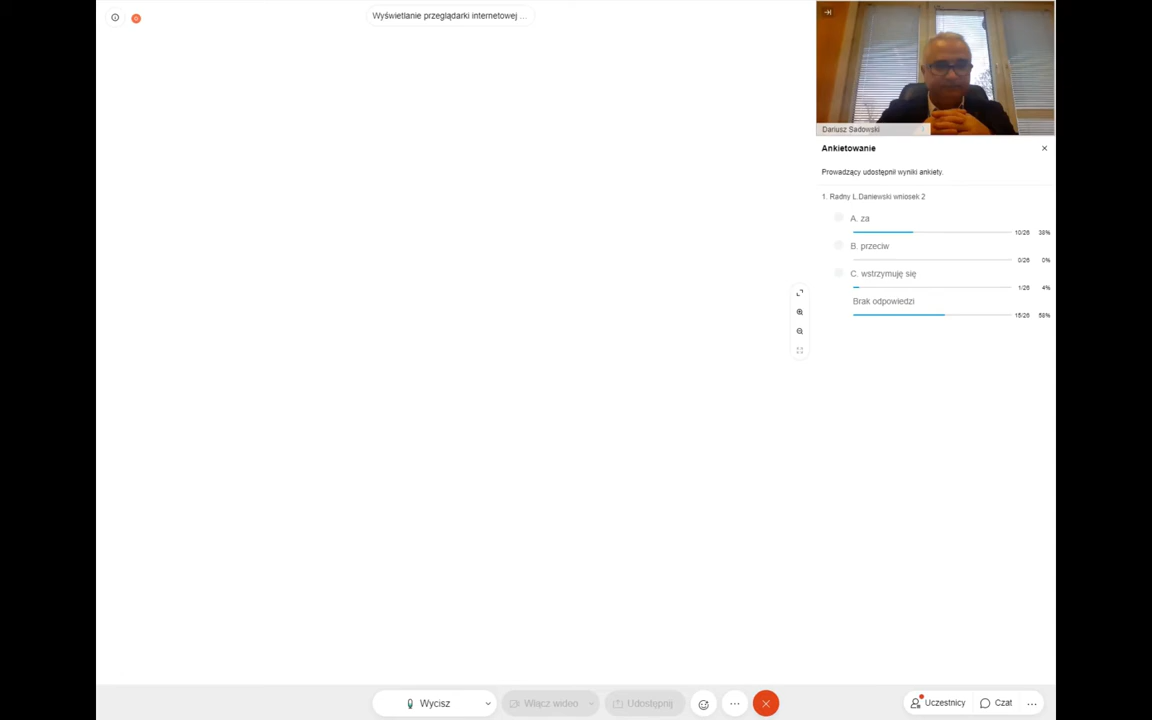 Wyświetlanie przeglądarki internetowej ...
Dariusz Sadowski
Ankietowanie
Prowadzący udostępnił wyniki ankiety.
1. Radny Ł Daniewski wniosek 2
A. za
10/26 38%
B. przeciw
0/26 0%
C. wstrzymuję się
1/26 4%
Brak odpowiedzi
15/26 58%
Wycisz
Włącz wideo
Udostępnij
Uczestnicy
Czat